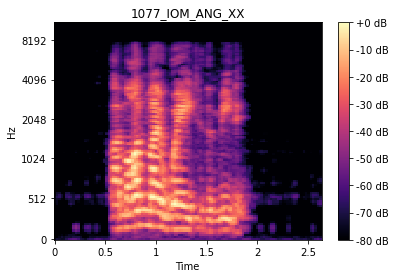 1077_IOM_ANG_XX
+0 dB
8192
-10 dB
4096
-20 dB
-30 dB
2048
Hz
-40 dB
1024
-50 dB
512
-60 dB
-70 dB
0
-80 dB
0 0.5 1 1.5 2 2.5
Time